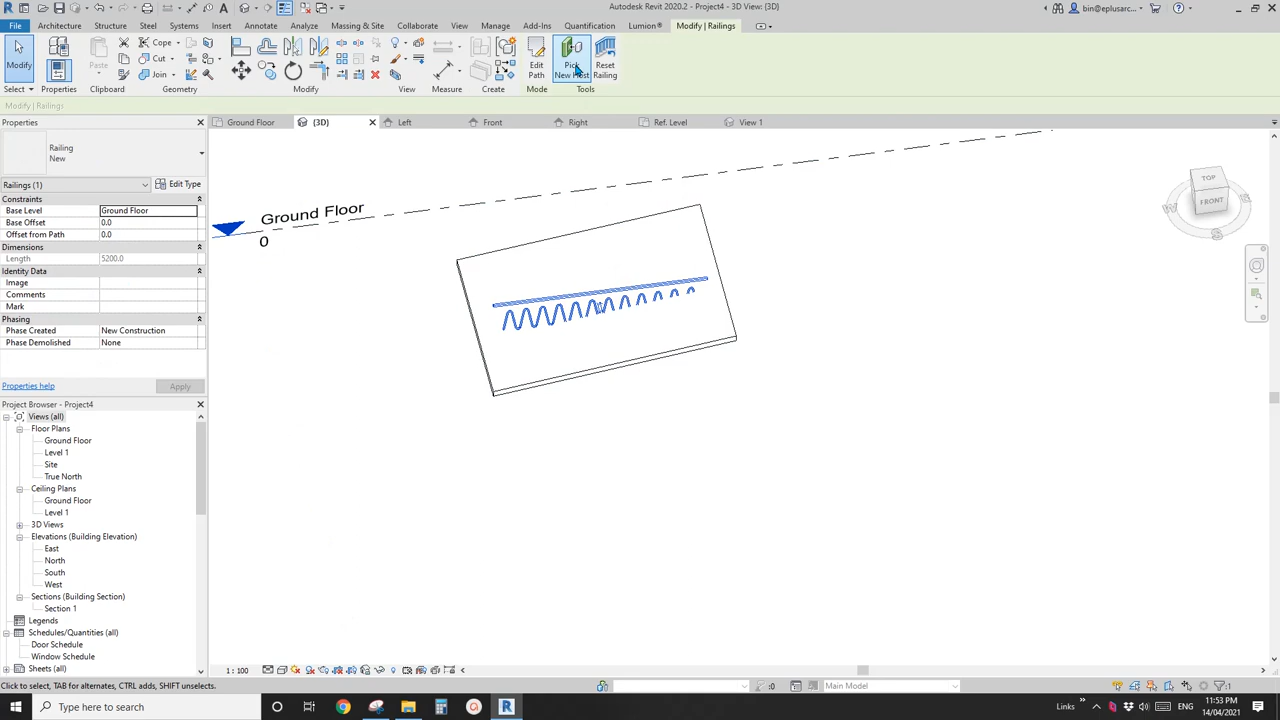 Autodesk Revit 2020.2 - Project4 - 3D View: {3D}
bin@eplusarc...
File Architecture Structure Steel Systems Insert Annotate Analyze Massing & Site Collaborate View Manage Add-Ins Quantification Lumion® Modify | Railings
Modify
Select
Properties
Paste
Clipboard
Cope
Cut
Join
Geometry
Modify
View
Measure
Create
Edit Path
Mode
Pick New Host
Reset Railing
Tools
Modify | Railings
Properties
Ground Floor {3D} Left Front Right Ref. Level View 1
Railing
New
Railings (1) Edit Type
Constraints
Base Level Ground Floor
Base Offset 0.0
Offset from Path 0.0
Dimensions
Length 5200.0
Identity Data
Image
Comments
Mark
Phasing
Phase Created New Construction
Phase Demolished None
Properties help Apply
Project Browser - Project4
Views (all)
Floor Plans
Ground Floor
Level 1
Site
True North
Ceiling Plans
Ground Floor
Level 1
3D Views
Elevations (Building Elevation)
East
North
South
West
Sections (Building Section)
Section 1
Legends
Schedules/Quantities (all)
Door Schedule
Window Schedule
Sheets (all)
Ground Floor
0
TOP
FRONT
W
S
1 : 100
Click to select, TAB for alternates, CTRL adds, SHIFT unselects.
:0
Main Model
:1
Type here to search
Links
ENG
11:53 PM
14/04/2021